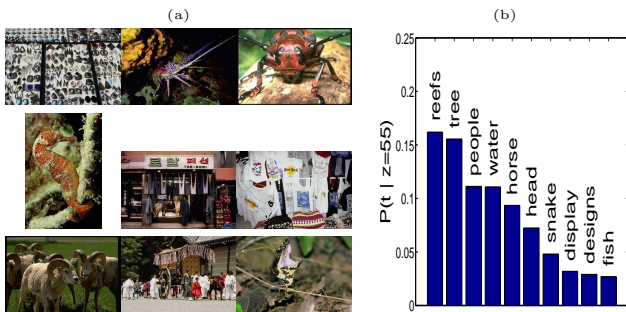 (a)
(b)
0.25
0.2
0.15
0.1
0.05
0
P(t | z=55)
reefs
tree
people
water
horse
head
snake
display
designs
fish